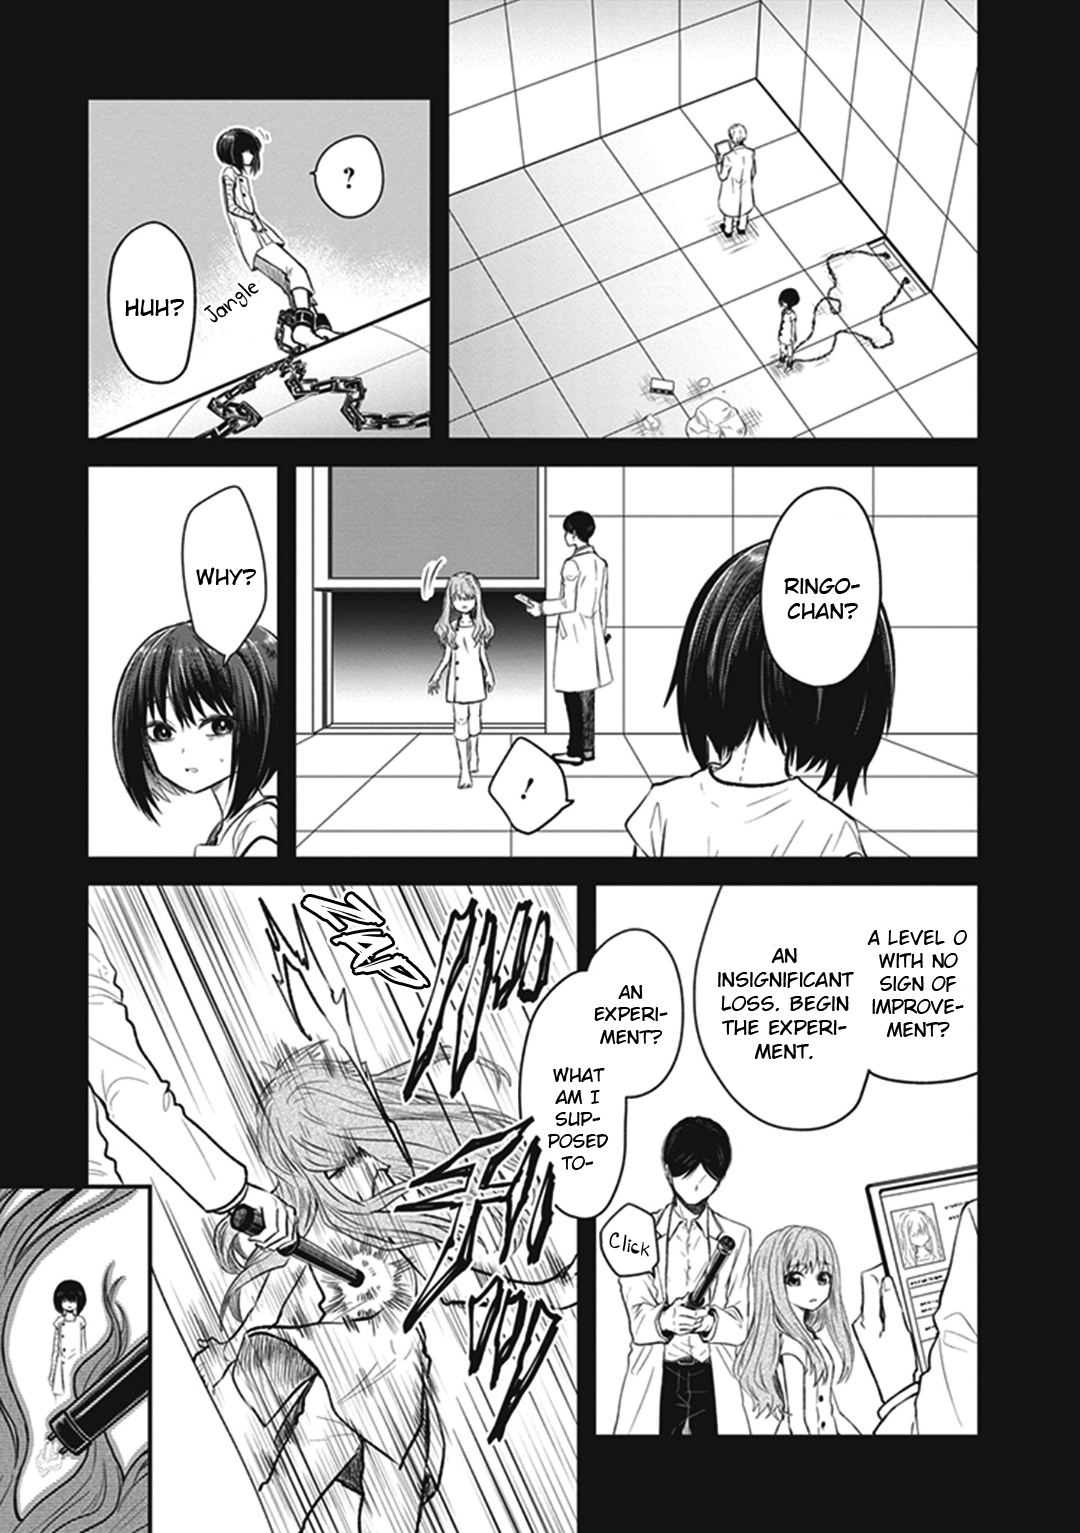 ?
HUH?
Jangle
RINGO-
CHAN?
!
WHY?
A LEVEL 0
WITH NO
SIGN OF
IMPROVE-
MENT?
AN
INSIGNIFICANT
LOSS. BEGIN
THE EXPERI-
MENT.
Click
AN
EXPERI-
MENT?
WHAT
AM I
SUP-
POSED
TO-
ZAP